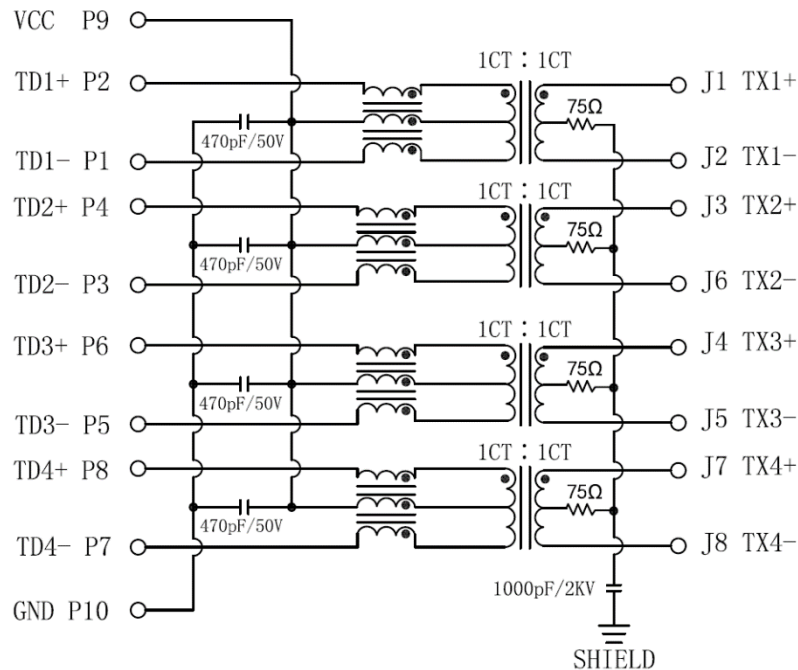 VCC P9
1CT：1CT
TD1+ P2
J1 TX1+
75Ω
470pF/50V
TD1- P1
J2 TX1-
1CT：1CT
TD2+ P4
J3 TX2+
75Ω
470pF/50V
TD2- P3
J6 TX2-
1CT：1CT
TD3+ P6
J4 TX3+
75Ω
470pF/50V
TD3- P5
J5 TX3-
1CT：1CT
TD4+ P8
J7 TX4+
75Ω
470pF/50V
TD4- P7
J8 TX4-
1000pF/2KV
GND P10
SHIELD